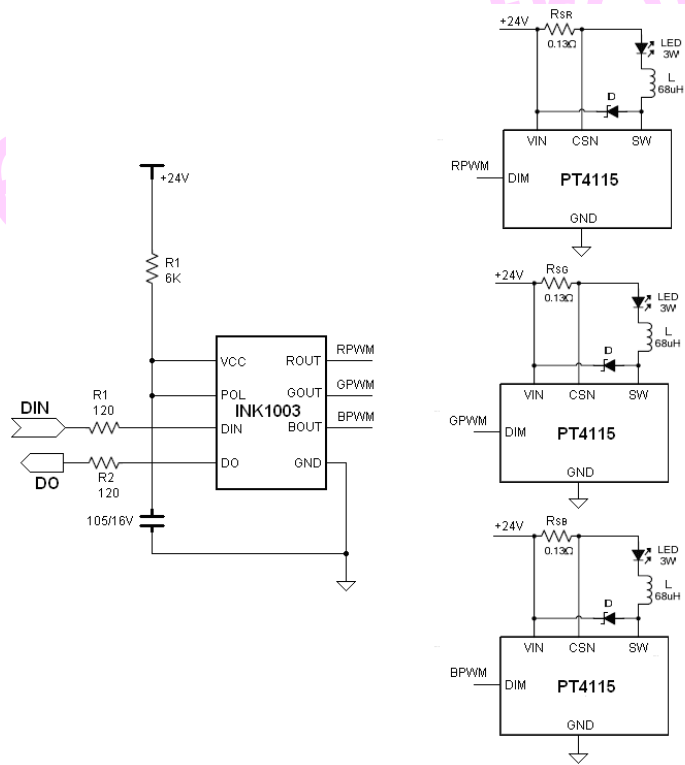 +24V
R1
6K
VCC
POL
DIN
DO
INK1003
ROUT
GOUT
BOUT
GND
RPWM
GPWM
BPWM
DIN
R1
120
DO
R2
120
105/16V
+24V
RSR
0.13Ω
LED
3W
L
68uH
D
VIN
CSN
SW
RPWM
DIM
PT4115
GND
+24V
RSG
0.13Ω
LED
3W
L
68uH
D
VIN
CSN
SW
GPWM
DIM
PT4115
GND
+24V
RSB
0.13Ω
LED
3W
L
68uH
D
VIN
CSN
SW
BPWM
DIM
PT4115
GND